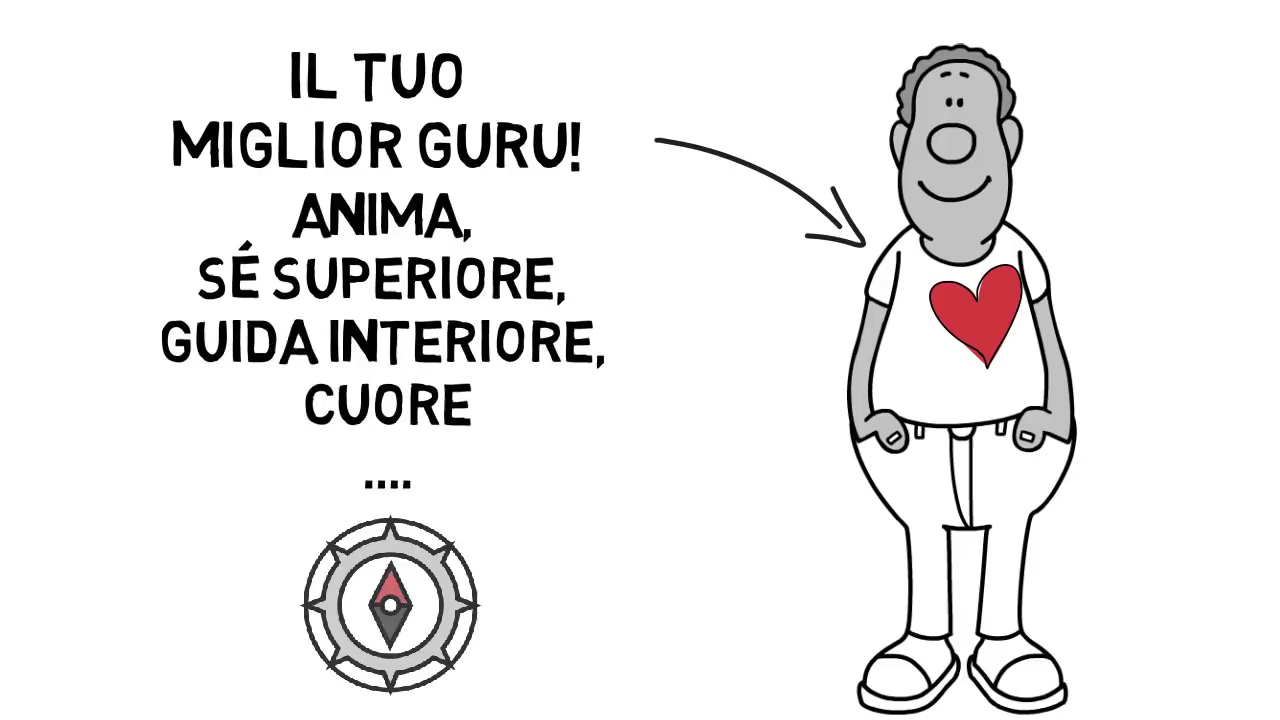 IL TUO
MIGLIOR GURU!
ANIMA,
SÉ SUPERIORE,
GUIDA INTERIORE,
CUORE
....